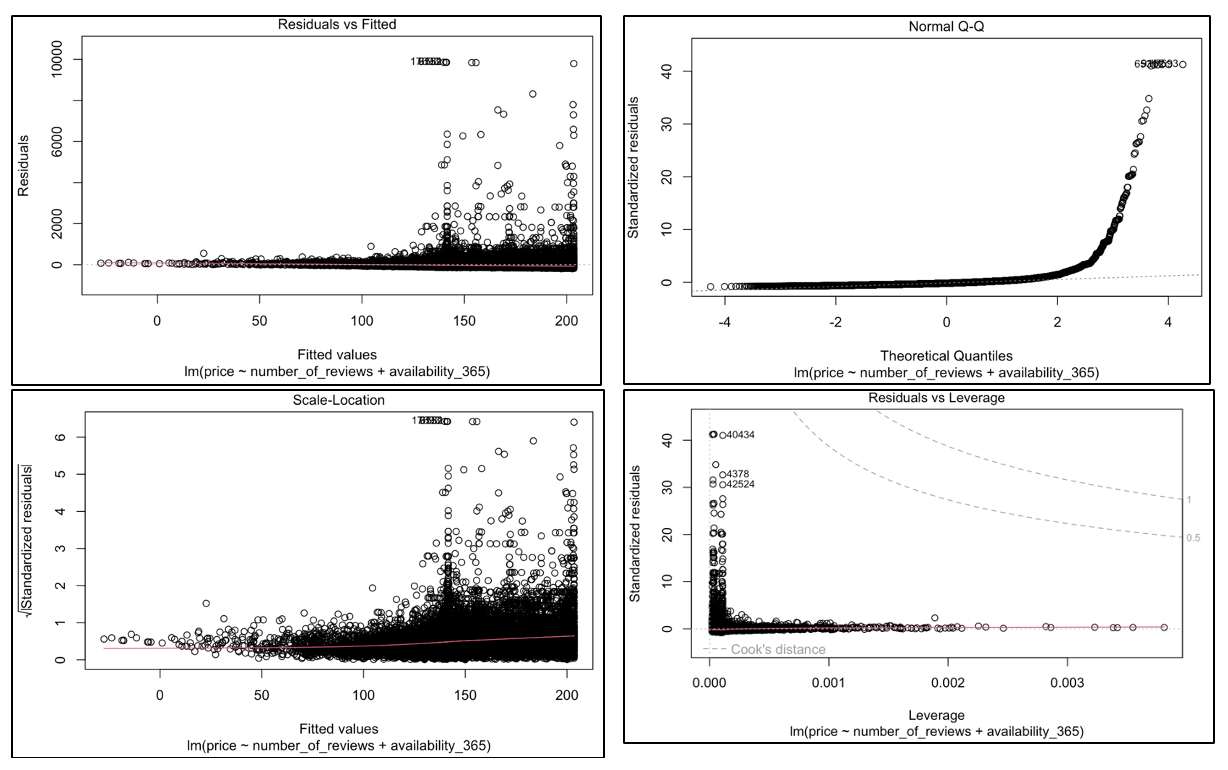 Residuals vs Fitted
Residuals
0
2000
6000
10000
0
50
100
150
200
Fitted values
lm(price ~ number_of_reviews + availability_365)
Normal Q-Q
Standardized residuals
0
10
20
30
40
-4
-2
0
2
4
Theoretical Quantiles
lm(price ~ number_of_reviews + availability_365)
Scale-Location
√|Standardized residuals|
0
1
2
3
4
5
6
0
50
100
150
200
Fitted values
lm(price ~ number_of_reviews + availability_365)
Residuals vs Leverage
Standardized residuals
0
10
20
30
40
40434
4378
42524
1
0.5
Cook's distance
0.000
0.001
0.002
0.003
Leverage
lm(price ~ number_of_reviews + availability_365)